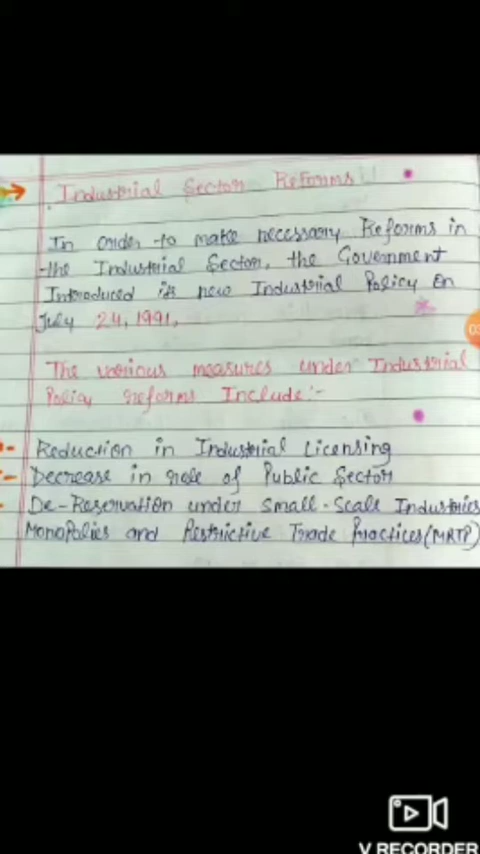 Industrial Sector Reforms!!
In order to make necessary Reforms in
the Industrial Sector, the Government
Introduced its new Industrial Policy on
July 24, 1991.
The various measures under Industrial
Policy reforms Include:-
Reduction in Industrial Licensing
Decrease in role of Public Sector
De-Reservation under Small-Scale Industries
Monopolies and Restrictive Trade Practices(MRTP)
03
V RECORDER